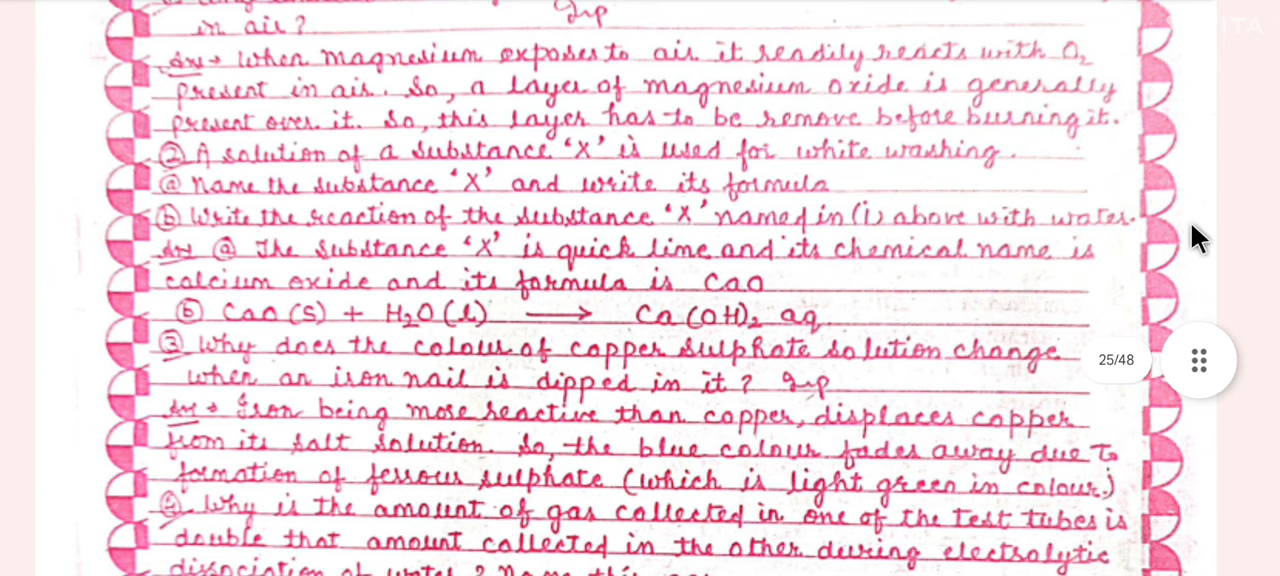 in air? Imp
Ans → When magnesium exposes to air it readily reacts with O₂
present in air. So, a layer of magnesium oxide is generally
present over it. So, this layer has to be remove before burning it.
② A solution of a substance 'X' is used for white washing.
ⓐ Name the substance 'X' and write its formula
ⓑ Write the reaction of the substance 'X' named in (i) above with water.
Ans ⓐ The substance 'X' is quick lime and its chemical name is
calcium oxide and its formula is CaO
ⓑ CaO (s) + H₂O (l) ⟶ Ca(OH)₂ aq
③ Why does the colour of copper sulphate solution change
25/48
when an iron nail is dipped in it? Imp
Ans → Iron being more reactive than copper, displaces copper
from its salt solution. So, the blue colour fades away due to
formation of ferrous sulphate (which is light green in colour)
④ Why is the amount of gas collected in one of the test tubes is
double that amount collected in the other during electrolytic
dissociation of water? Name this